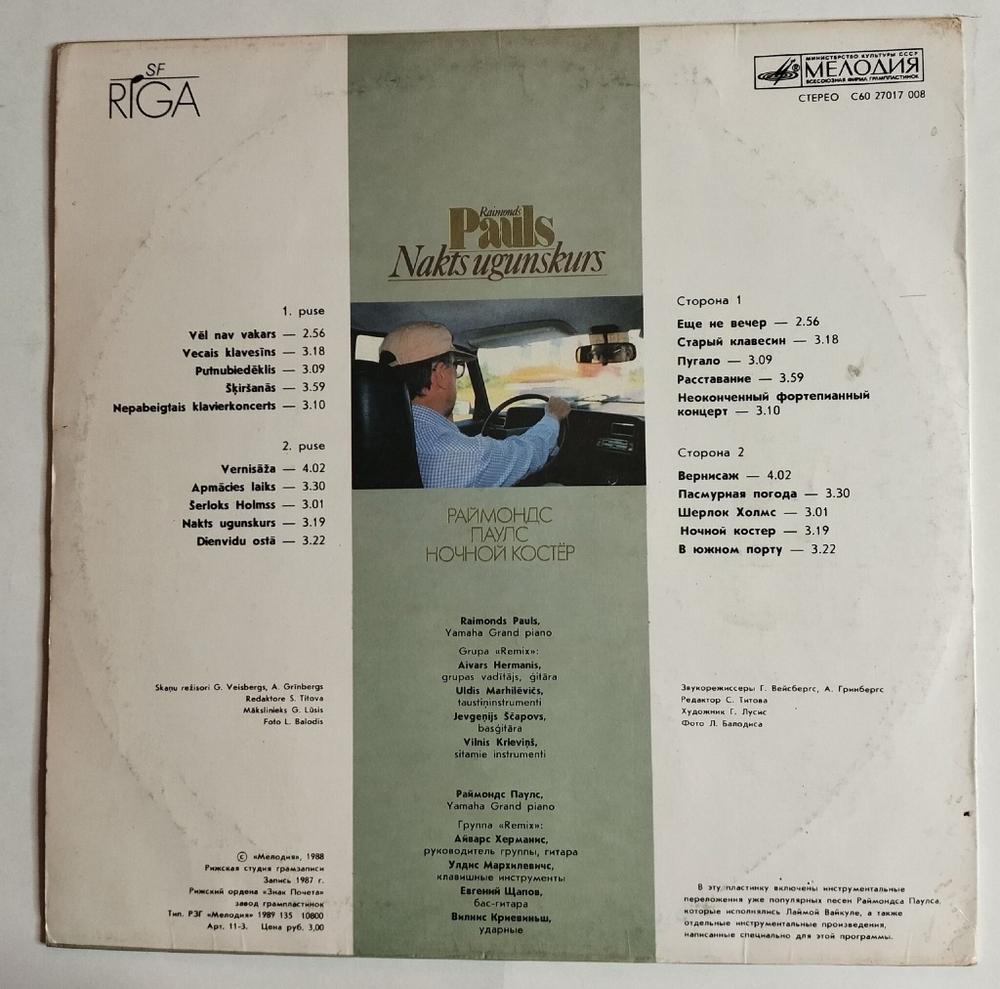 SF
RĪGA
1. puse
Vēl nav vakars — 2.56
Vecais klavesīns — 3.18
Putnubiedēklis — 3.09
Šķiršanās — 3.59
Nepabeigtais klavierkoncerts — 3.10
2. puse
Vernisāža — 4.02
Apmācies laiks — 3.30
Šerloks Holmss — 3.01
Nakts ugunskurs — 3.19
Dienvidu ostā — 3.22
Skaņu režisori G. Veisbergs, A. Grīnbergs
Redaktore S. Titova
Mākslinieks G. Lūsis
Foto L. Balodis
© «Мелодия», 1988
Рижская студия грамзаписи
Запись 1987 г.
Рижский ордена «Знак Почета»
завод грампластинок
Тип. РЗГ «Мелодия» 1989 135 10800
Арт. 11-3. Цена руб. 3,00
Raimonds
Pauls
Nakts ugunskurs
РАЙМОНДС
ПАУЛС
НОЧНОЙ КОСТЁР
Raimonds Pauls,
Yamaha Grand piano
Grupa «Remix»:
Aivars Hermanis,
grupas vadītājs, ģitāra
Uldis Marhilēvičs,
taustiņinstrumenti
Jevgeņijs Ščapovs,
basģitāra
Vilnis Krieviņš,
sitamie instrumenti
Раймондс Паулс,
Yamaha Grand piano
Группа «Remix»:
Айварс Херманис,
руководитель группы, гитара
Улдис Мархилевичс,
клавишные инструменты
Евгений Щапов,
бас-гитара
Вилнис Криевиньш,
ударные
МИНИСТЕРСТВО КУЛЬТУРЫ СССР
МЕЛОДИЯ
ВСЕСОЮЗНАЯ ФИРМА ГРАМПЛАСТИНОК
СТЕРЕО С60 27017 008
Сторона 1
Еще не вечер — 2.56
Старый клавесин — 3.18
Пугало — 3.09
Расставание — 3.59
Неоконченный фортепианный
концерт — 3.10
Сторона 2
Вернисаж — 4.02
Пасмурная погода — 3.30
Шерлок Холмс — 3.01
Ночной костер — 3.19
В южном порту — 3.22
Звукорежиссеры Г. Вейсбергс, А. Гринбергс
Редактор С. Титова
Художник Г. Лусис
Фото Л. Балодиса
В эту пластинку включены инструментальные
переложения уже популярных песен Раймондса Паулса,
которые исполнялись Лаймой Вайкуле, а также
отдельные инструментальные произведения,
написанные специально для этой программы.